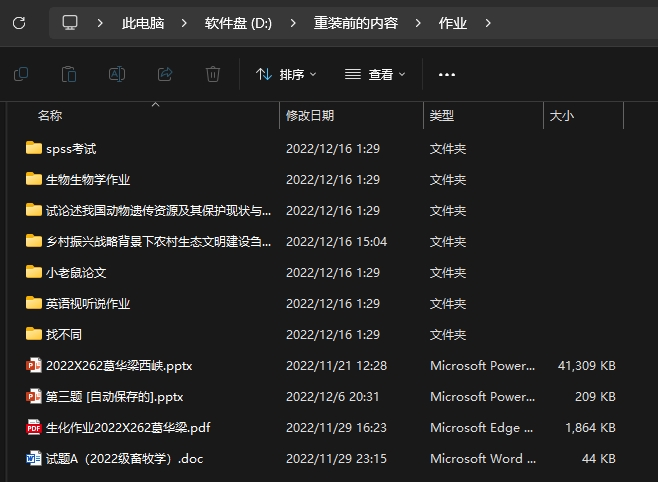 此电脑 > 软件盘 (D:) > 重装前的内容 > 作业 >
排序 查看 ...
名称 修改日期 类型 大小
spss考试 2022/12/16 1:29 文件夹
生物生物学作业 2022/12/16 1:29 文件夹
试论述我国动物遗传资源及其保护现状与... 2022/12/16 1:29 文件夹
乡村振兴战略背景下农村生态文明建设刍... 2022/12/16 15:04 文件夹
小老鼠论文 2022/12/16 1:29 文件夹
英语视听说作业 2022/12/16 1:29 文件夹
找不同 2022/12/16 1:29 文件夹
2022X262葛华梁西峡.pptx 2022/11/21 12:28 Microsoft Power... 41,309 KB
第三题 [自动保存的].pptx 2022/12/6 20:31 Microsoft Power... 209 KB
生化作业2022X262葛华梁.pdf 2022/11/29 16:23 Microsoft Edge ... 1,864 KB
试题A（2022级畜牧学）.doc 2022/11/29 23:15 Microsoft Word ... 44 KB